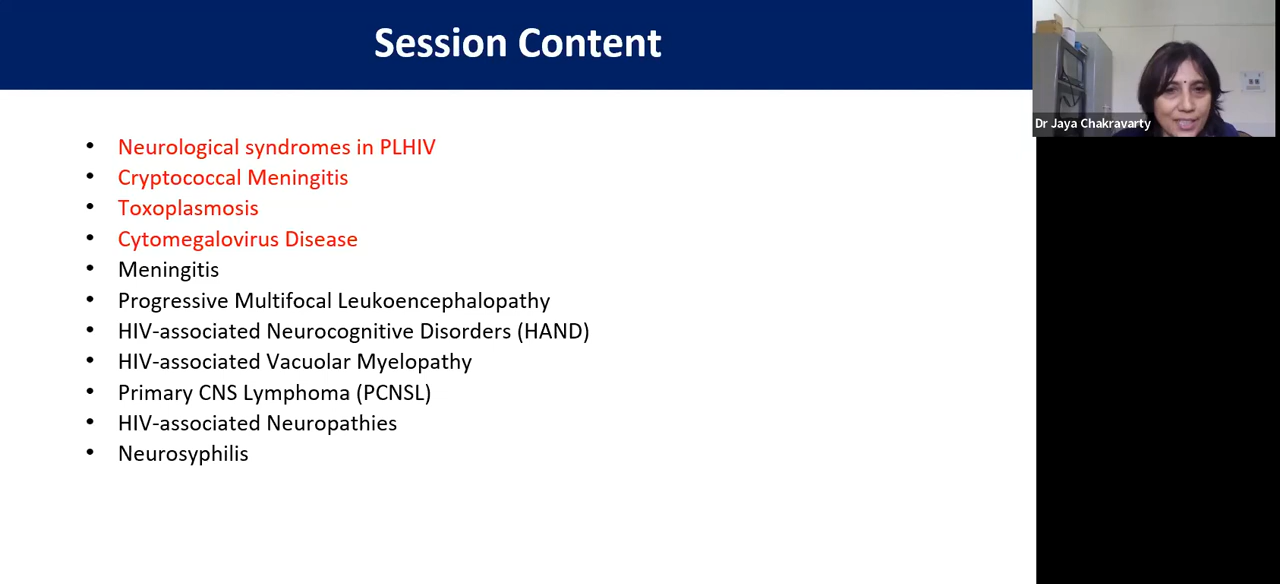 Session Content
Dr Jaya Chakravarty
• Neurological syndromes in PLHIV
• Cryptococcal Meningitis
• Toxoplasmosis
• Cytomegalovirus Disease
• Meningitis
• Progressive Multifocal Leukoencephalopathy
• HIV-associated Neurocognitive Disorders (HAND)
• HIV-associated Vacuolar Myelopathy
• Primary CNS Lymphoma (PCNSL)
• HIV-associated Neuropathies
• Neurosyphilis